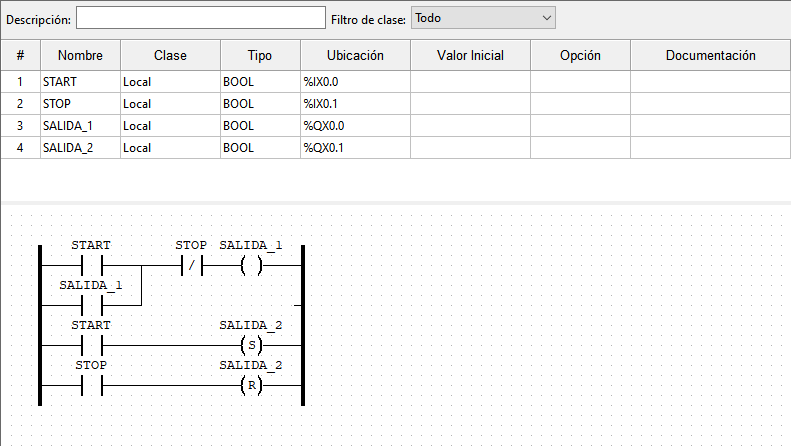 Descripción: Filtro de clase: Todo
# Nombre Clase Tipo Ubicación Valor Inicial Opción Documentación
1 START Local BOOL %IX0.0
2 STOP Local BOOL %IX0.1
3 SALIDA_1 Local BOOL %QX0.0
4 SALIDA_2 Local BOOL %QX0.1
START STOP SALIDA_1
/ ( )
SALIDA_1
START SALIDA_2
(S)
STOP SALIDA_2
(R)